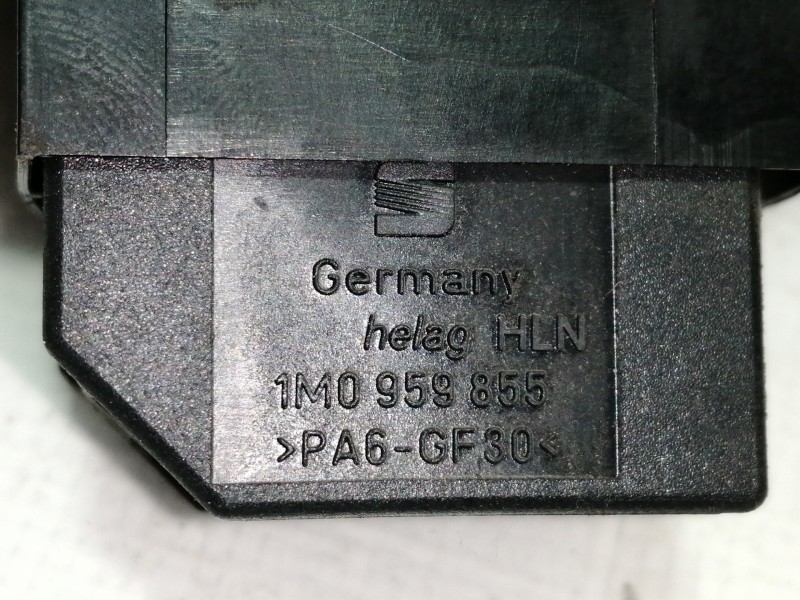 Germany
helag HLN
1M0 959 855
>PA6-GF30<